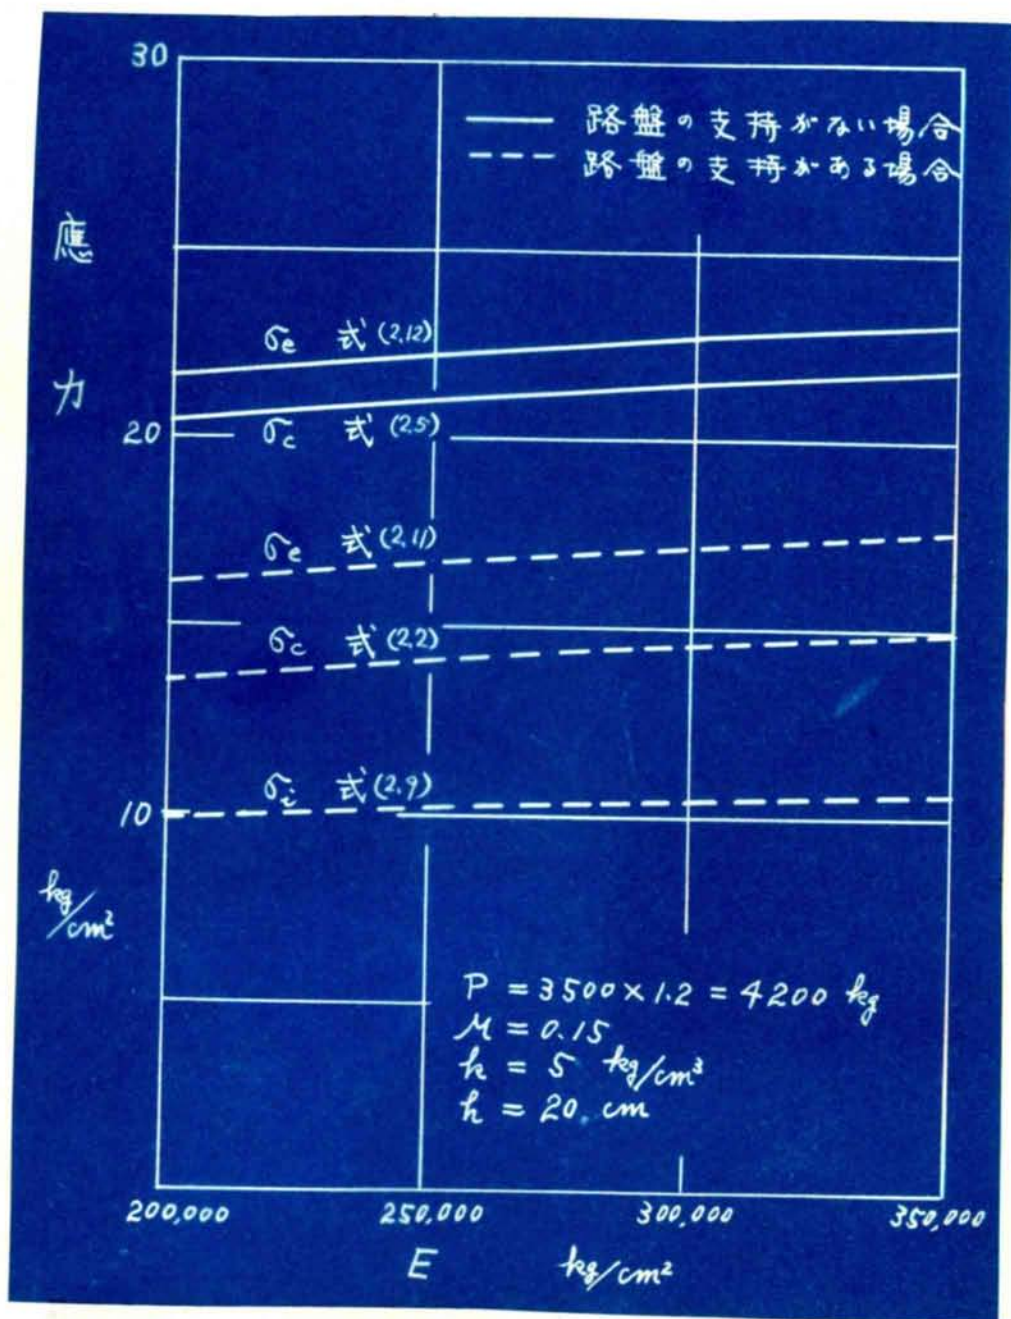 30
路盤の支持がない場合
路盤の支持がある場合
應力
σe 式(2,12)
20
σc 式(2,5)
σe 式(2,11)
σc 式(2,2)
10
σi 式(2,9)
kg/cm²
P = 3500 × 1.2 = 4200 kg
μ = 0.15
k = 5 kg/cm³
h = 20 cm
200,000 250,000 300,000 350,000
E kg/cm²